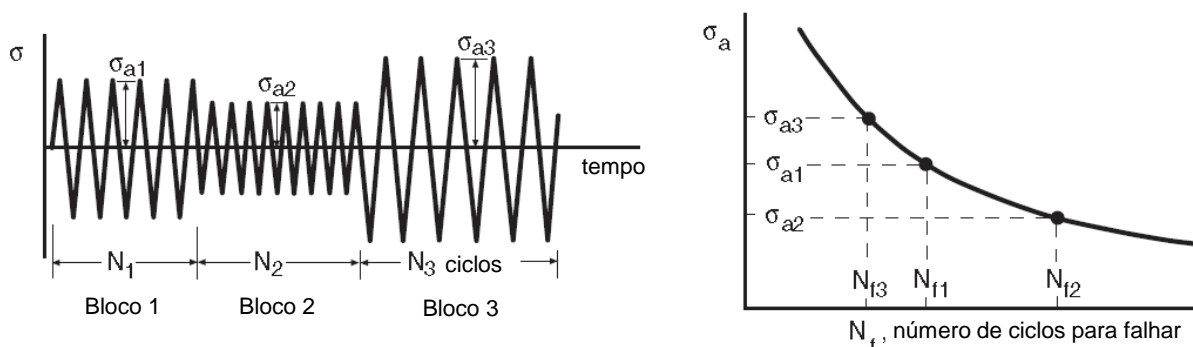 σ
σa1
σa2
σa3
tempo
N1
N2
N3 ciclos
Bloco 1
Bloco 2
Bloco 3
σa
σa3
σa1
σa2
Nf3
Nf1
Nf2
Nf, número de ciclos para falhar